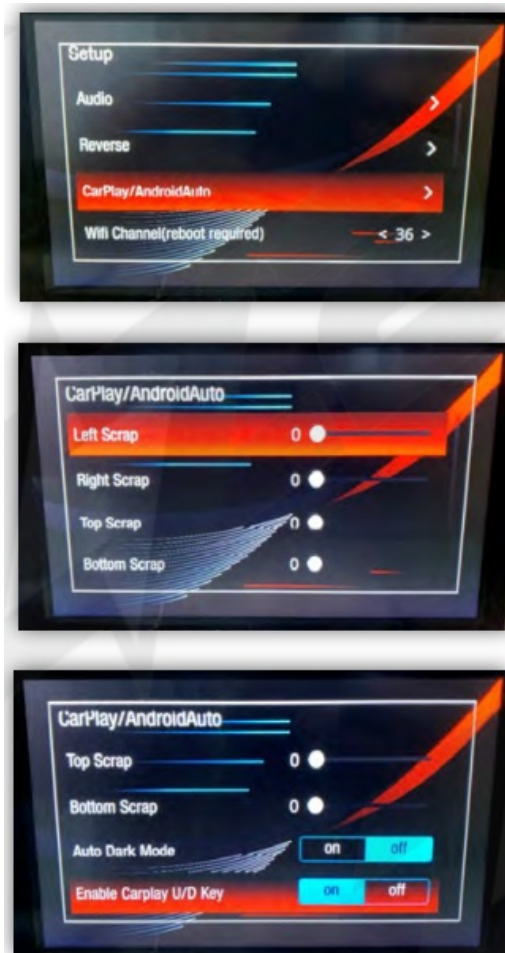 Setup
Audio >
Reverse >
CarPlay/AndroidAuto >
Wifi Channel(reboot required) < 36 >
CarPlay/AndroidAuto
Left Scrap 0
Right Scrap 0
Top Scrap 0
Bottom Scrap 0
CarPlay/AndroidAuto
Top Scrap 0
Bottom Scrap 0
Auto Dark Mode on off
Enable Carplay U/D Key on off